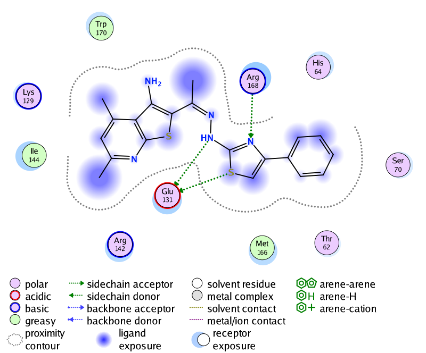 Trp
170
Lys
129
Ile
144
Arg
168
His
64
Ser
70
Glu
131
Arg
142
Met
166
Thr
62
NH2
N
N
HN
N
S
S
polar
acidic
basic
greasy
proximity
contour
sidechain acceptor
sidechain donor
backbone acceptor
backbone donor
ligand
exposure
solvent residue
metal complex
solvent contact
metal/ion contact
receptor
exposure
arene-arene
H arene-H
+ arene-cation